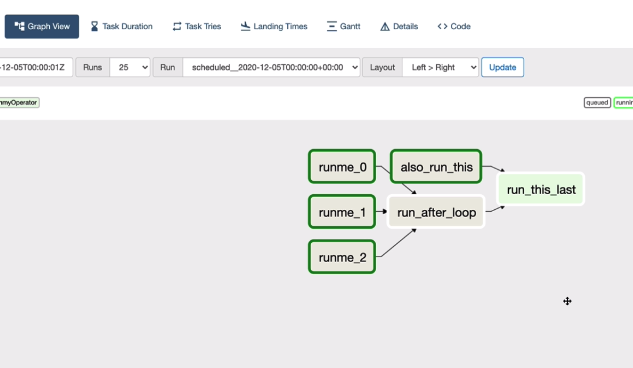 Graph View Task Duration Task Tries Landing Times Gantt Details <> Code
-12-05T00:00:01Z Runs 25 Run scheduled__2020-12-05T00:00:00+00:00 Layout Left > Right Update
nmyOperator queued runnin
runme_0 also_run_this
run_this_last
runme_1 run_after_loop
runme_2